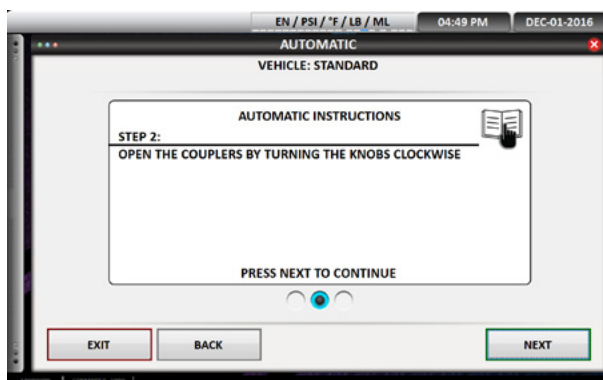 EN / PSI / °F / LB / ML 04:49 PM DEC-01-2016
AUTOMATIC
VEHICLE: STANDARD
AUTOMATIC INSTRUCTIONS
STEP 2:
OPEN THE COUPLERS BY TURNING THE KNOBS CLOCKWISE
PRESS NEXT TO CONTINUE
EXIT BACK NEXT